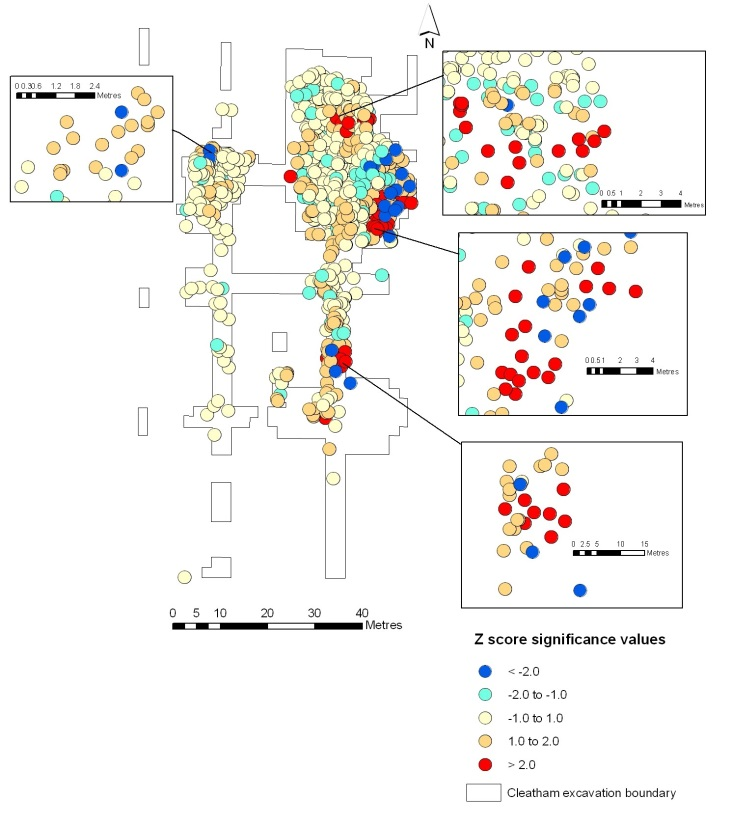 N
0 0.30.6 1.2 1.8 2.4
Metres
0 0.5 1 2 3 4
Metres
0 0.5 1 2 3 4
Metres
0 2.5 5 10 15
Metres
0 5 10 20 30 40
Metres
Z score significance values
< -2.0
-2.0 to -1.0
-1.0 to 1.0
1.0 to 2.0
> 2.0
Cleatham excavation boundary